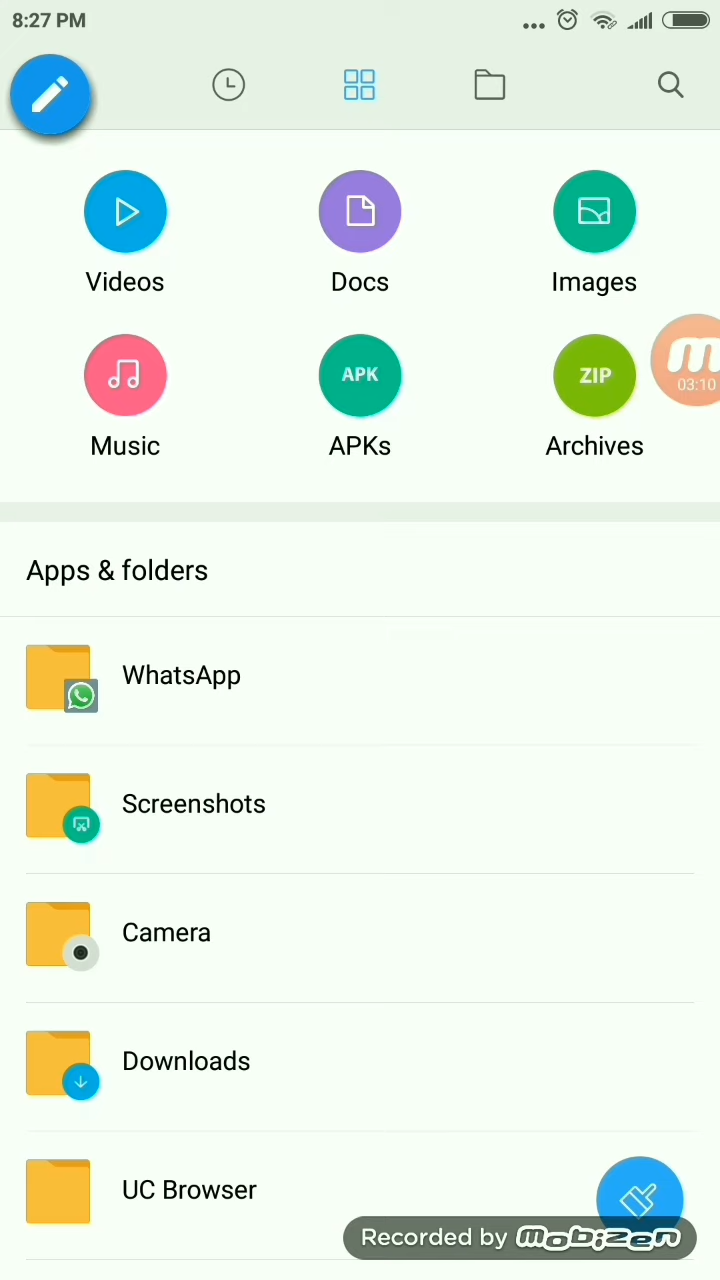 8:27 PM
Videos
Docs
Images
APK
ZIP
m
03:10
Music
APKs
Archives
Apps & folders
WhatsApp
Screenshots
Camera
Downloads
UC Browser
Recorded by mobizen